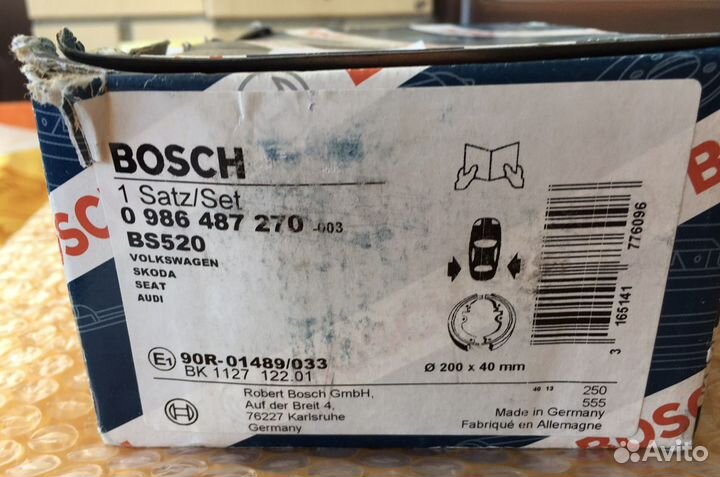 BOSCH
1 Satz/Set
0 986 487 270 -003
BS520
VOLKSWAGEN
SKODA
SEAT
AUDI
E1 90R-01489/033
BK 1127 122.01
Robert Bosch GmbH,
Auf der Breit 4,
76227 Karlsruhe
Germany
Ø 200 x 40 mm
40 13
250
555
Made in Germany
Fabriqué en Allemagne
3 165141 776096
BOSCH
Avito